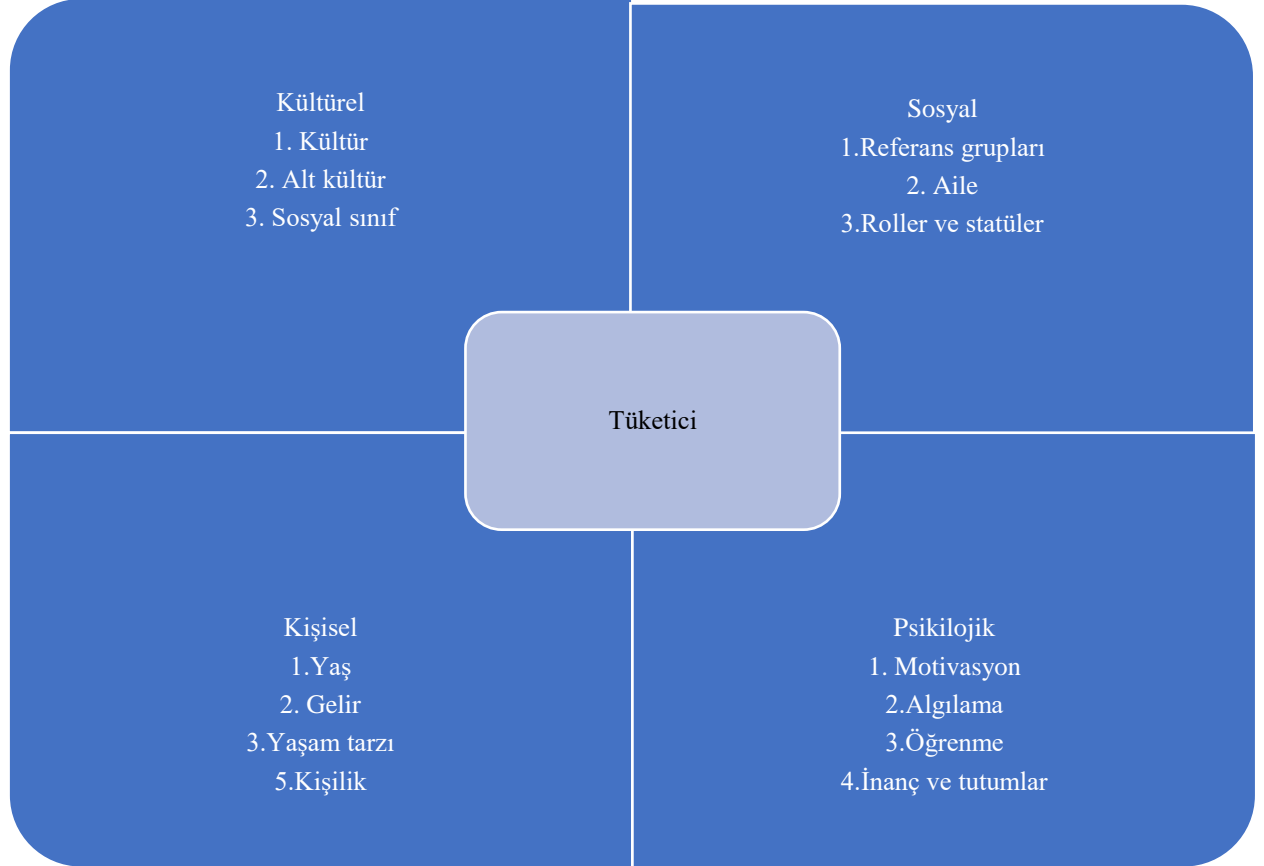 Kültürel
1. Kültür
2. Alt kültür
3. Sosyal sınıf
Sosyal
1.Referans grupları
2. Aile
3.Roller ve statüler
Tüketici
Kişisel
1.Yaş
2. Gelir
3.Yaşam tarzı
5.Kişilik
Psikilojik
1. Motivasyon
2.Algılama
3.Öğrenme
4.İnanç ve tutumlar